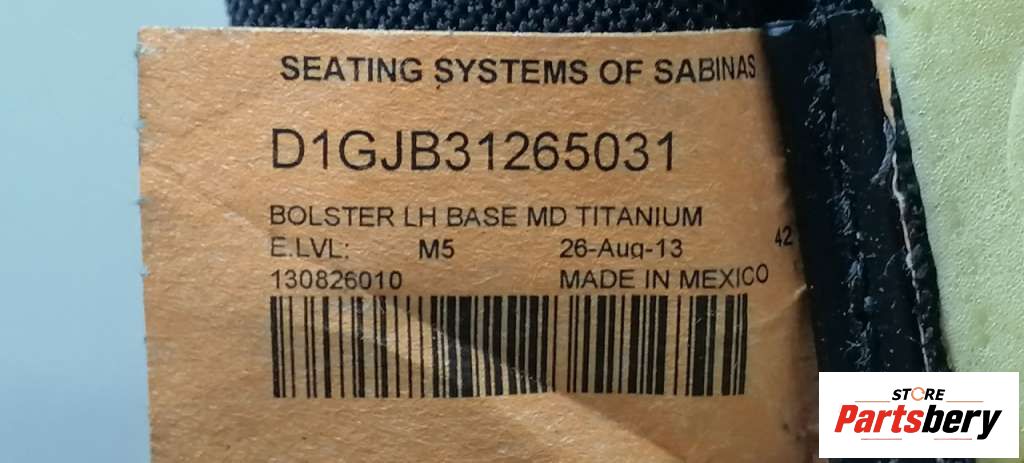 SEATING SYSTEMS OF SABINAS
D1GJB31265031
BOLSTER LH BASE MD TITANIUM
E.LVL: M5 26-Aug-13 42
130826010 MADE IN MEXICO
STORE
Partsbery